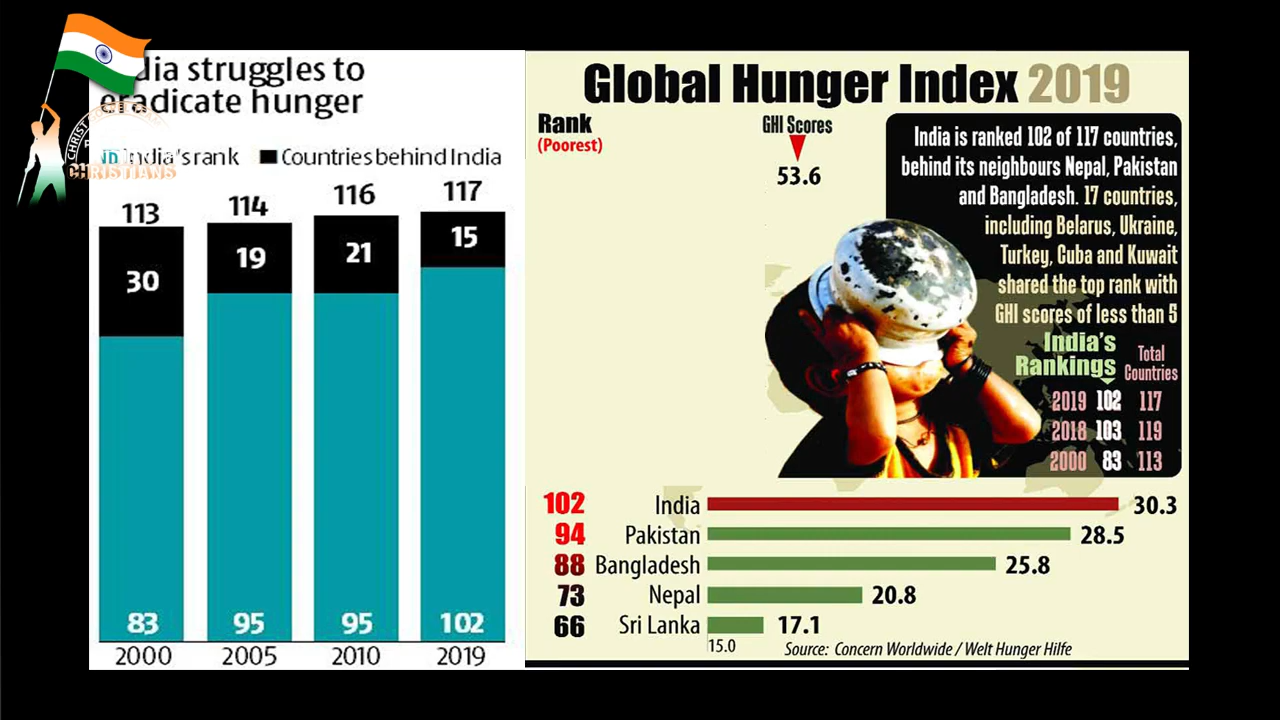 dia struggles to
eradicate hunger
India's rank
Countries behind India
CHRIST
CHRISTIANS
113
114
116
117
30
19
21
15
83
95
95
102
2000
2005
2010
2019
Global Hunger Index 2019
Rank
(Poorest)
GHI Scores
53.6
India is ranked 102 of 117 countries,
behind its neighbours Nepal, Pakistan
and Bangladesh. 17 countries,
including Belarus, Ukraine,
Turkey, Cuba and Kuwait
shared the top rank with
GHI scores of less than 5
India's Rankings
Total Countries
2019 102 117
2018 103 119
2000 83 113
102 India 30.3
94 Pakistan 28.5
88 Bangladesh 25.8
73 Nepal 20.8
66 Sri Lanka 17.1
15.0
Source: Concern Worldwide / Welt Hunger Hilfe